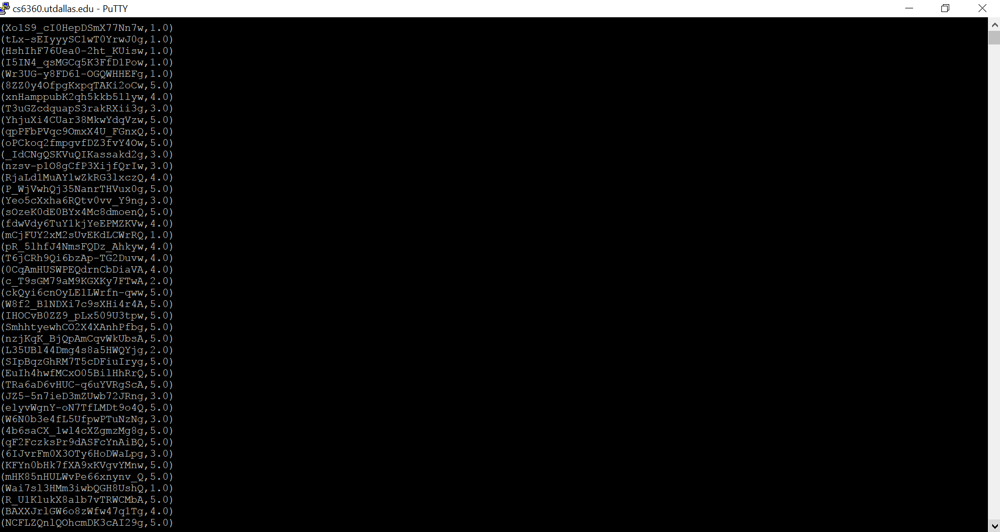 cs6360.utdallas.edu - PuTTY
(Xo1S9_cI0HepDSmX77Nn7w,1.0)
(tLx-sEIyyySC1wT0YrwJ0g,1.0)
(HshIhF76Uea0-2ht_KUisw,1.0)
(I5IN4_qsMGCq5K3FfD1Pow,1.0)
(Wr3UG-y8FD6l-OGQWHHEFg,1.0)
(8ZZ0y4OfpgKxpqTAKi2oCw,5.0)
(xnHamppubK2qh5kkb51lyw,4.0)
(T3uGZcdquapS3rakRXii3g,3.0)
(YhjuXi4CUar38MkwYdqVzw,5.0)
(qpPFbPVqc9OmxX4U_FGnxQ,5.0)
(oPCkoq2fmpgvfDZ3fvY4Ow,5.0)
(_IdCNgQSKVuQIKassakd2g,3.0)
(nzsv-p1O8gCfP3XijfQrIw,3.0)
(RjaLd1MuAYlwZkRG3lxczQ,4.0)
(P_WjVwhQj35NanrTHVux0g,5.0)
(Yeo5cXxha6RQtv0vv_Y9ng,3.0)
(sOzeK0dE0BYx4Mc8dmoenQ,5.0)
(fdwVdy6TuY1kjYeEPMZKVw,4.0)
(mCjFUY2xM2sUvEKdLCWrRQ,1.0)
(pR_5lhfJ4NmsFQDz_Ahkyw,4.0)
(T6jCRh9Qi6bzAp-TG2Duvw,4.0)
(0CqAmHUSWPEQdrnCbDiaVA,4.0)
(c_T9sGM79aM9KGXKy7FTwA,2.0)
(ckQyi6cnOyLE1LWrfn-qww,5.0)
(W8f2_B1NDXi7c9sXHi4r4A,5.0)
(IHOCvB0ZZ9_pLx509U3tpw,5.0)
(SmhhtyewhCO2X4XAnhPfbg,5.0)
(nzjKqK_BjQpAmCqvWkUbsA,5.0)
(L35UBl44Dmg4s8a5HWQYjg,2.0)
(SIpBqzGhRM7T5cDFiuIryg,5.0)
(EuIh4hwfMCxO05BilHhRrQ,5.0)
(TRa6aD6vHUC-q6uYVRgScA,5.0)
(JZ5-5n7ieD3mZUwb72JRng,3.0)
(elyvWgnY-oN7TfLMDt9o4Q,5.0)
(W6N0b3e4fL5UfpwPTuNzNg,3.0)
(4b6saCX_1wl4cXZgmzMg8g,5.0)
(qF2FczksPr9dASFcYnAiBQ,5.0)
(6IJvrFm0X3OTy6HoDWaLpg,3.0)
(KFYn0bHk7fXA9xKVgvYMnw,5.0)
(mHK85nHULWvPe66xnynv_Q,5.0)
(Wai7sl3HMm3iwbQGH8UshQ,1.0)
(R_U1KlukX8alb7vTRWCMbA,5.0)
(BAXXJrlGW6o8zWfw47q1Tg,4.0)
(NCFLZQnlQOhcmDK3cAI29g,5.0)